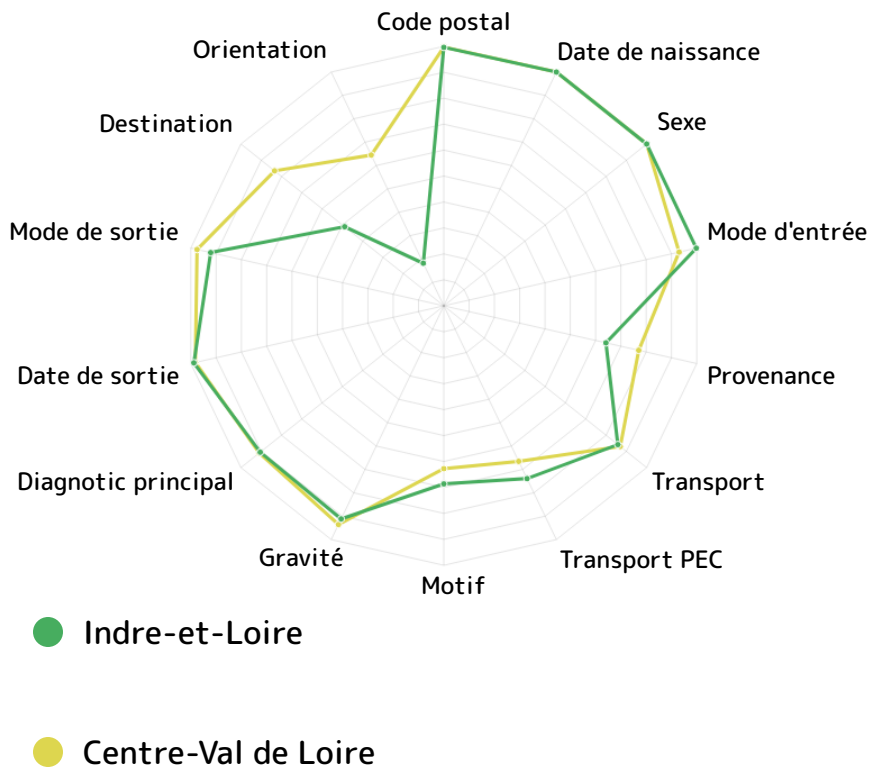 Code postal
Orientation
Date de naissance
Destination
Sexe
Mode de sortie
Mode d'entrée
Date de sortie
Provenance
Diagnotic principal
Transport
Gravité
Transport PEC
Motif
Indre-et-Loire
Centre-Val de Loire